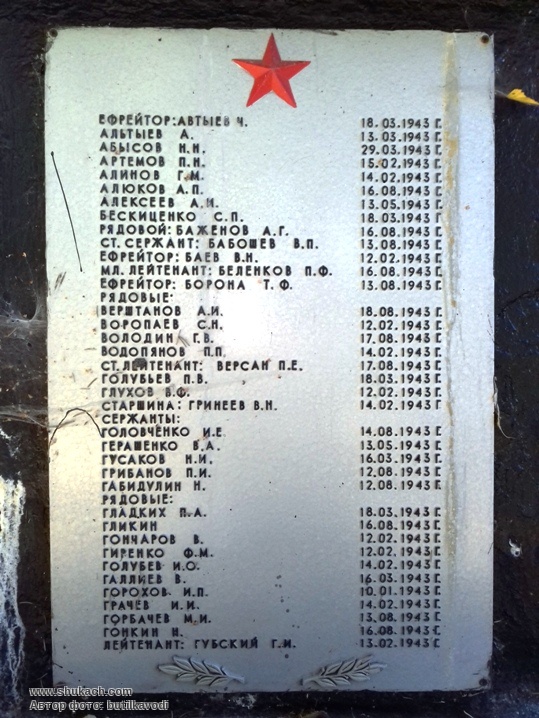 ЕФРЕЙТОР: АВТЫЕВ Ч. 18.03.1943 Г.
АЛЬТЫЕВ А. 13.03.1943 Г.
АБЫСОВ Н.Н. 29.03.1943 Г.
АРТЕМОВ П.Н. 15.02.1943 Г.
АЛИНОВ Г.М. 14.02.1943 Г.
АЛЮКОВ А.П. 16.08.1943 Г.
АЛЕКСЕЕВ А.И. 13.05.1943 Г.
БЕСКИЩЕНКО С.П. 18.03.1943 Г.
РЯДОВОЙ: БАЖЕНОВ А.Г. 16.08.1943 Г.
СТ. СЕРЖАНТ: БАБОШЕВ В.П. 13.08.1943 Г.
ЕФРЕЙТОР: БАЕВ В.Н. 12.02.1943 Г.
МЛ. ЛЕЙТЕНАНТ: БЕЛЕНКОВ П.Ф. 16.08.1943 Г.
ЕФРЕЙТОР: БОРОНА Т.Ф. 13.08.1943 Г.
РЯДОВЫЕ:
ВЕРШТАНОВ А.И. 18.08.1943 Г.
ВОРОПАЕВ С.Н. 12.02.1943 Г.
ВОЛОДИН Г.В. 17.08.1943 Г.
ВОДОПЯНОВ П.П. 14.02.1943 Г.
СТ. ЛЕЙТЕНАНТ: ВЕРСАН П.Е. 17.08.1943 Г.
ГОЛУБЬЕВ П.В. 18.03.1943 Г.
ГЛУХОВ В.Ф. 12.02.1943 Г.
СТАРШИНА: ГРИНЕЕВ В.Н. 14.02.1943 Г.
СЕРЖАНТЫ:
ГОЛОВЧЕНКО И.Е. 14.08.1943 Г.
ГЕРАШЕНКО В.А. 13.05.1943 Г.
ГУСАКОВ Н.И. 16.03.1943 Г.
ГРИБАНОВ П.И. 12.08.1943 Г.
ГАБИДУЛИН Н. 12.08.1943 Г.
РЯДОВЫЕ:
ГЛАДКИХ П.А. 18.03.1943 Г.
ГЛИКИН 16.08.1943 Г.
ГОНЧАРОВ В. 12.02.1943 Г.
ГИРЕНКО Ф.М. 12.02.1943 Г.
ГОЛУБЕВ И.О. 14.02.1943 Г.
ГАЛЛИЕВ В. 16.03.1943 Г.
ГОРОХОВ И.П. 10.01.1943 Г.
ГРАЧЕВ И.И. 14.02.1943 Г.
ГОРБАЧЕВ М.И. 13.08.1943 Г.
ГОНКИН Н. 16.08.1943 Г.
ЛЕЙТЕНАНТ: ГУБСКИЙ Г.И. 13.02.1943 Г.
www.shukach.com
Автор фото: butilkavodi